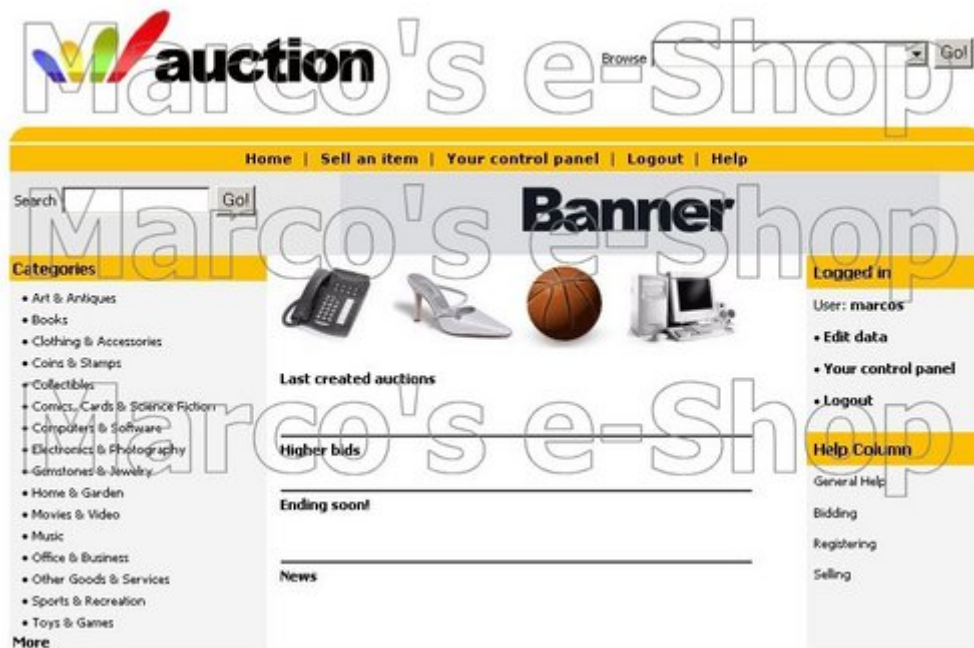 Marco's e-Shop
auction
Browse Go!
Home | Sell an item | Your control panel | Logout | Help
Search Go!
Banner
Marco's e-Shop
Categories
• Art & Antiques
• Books
• Clothing & Accessories
• Coins & Stamps
• Collectibles
• Comics, Cards & Science Fiction
• Computers & Software
• Electronics & Photography
• Gemstones & Jewelry
• Home & Garden
• Movies & Video
• Music
• Office & Business
• Other Goods & Services
• Sports & Recreation
• Toys & Games
More
Last created auctions
Marco's e-Shop
Higher bids
Ending soon!
News
Logged in
User: marcos
• Edit data
• Your control panel
• Logout
Help Column
General Help
Bidding
Registering
Selling